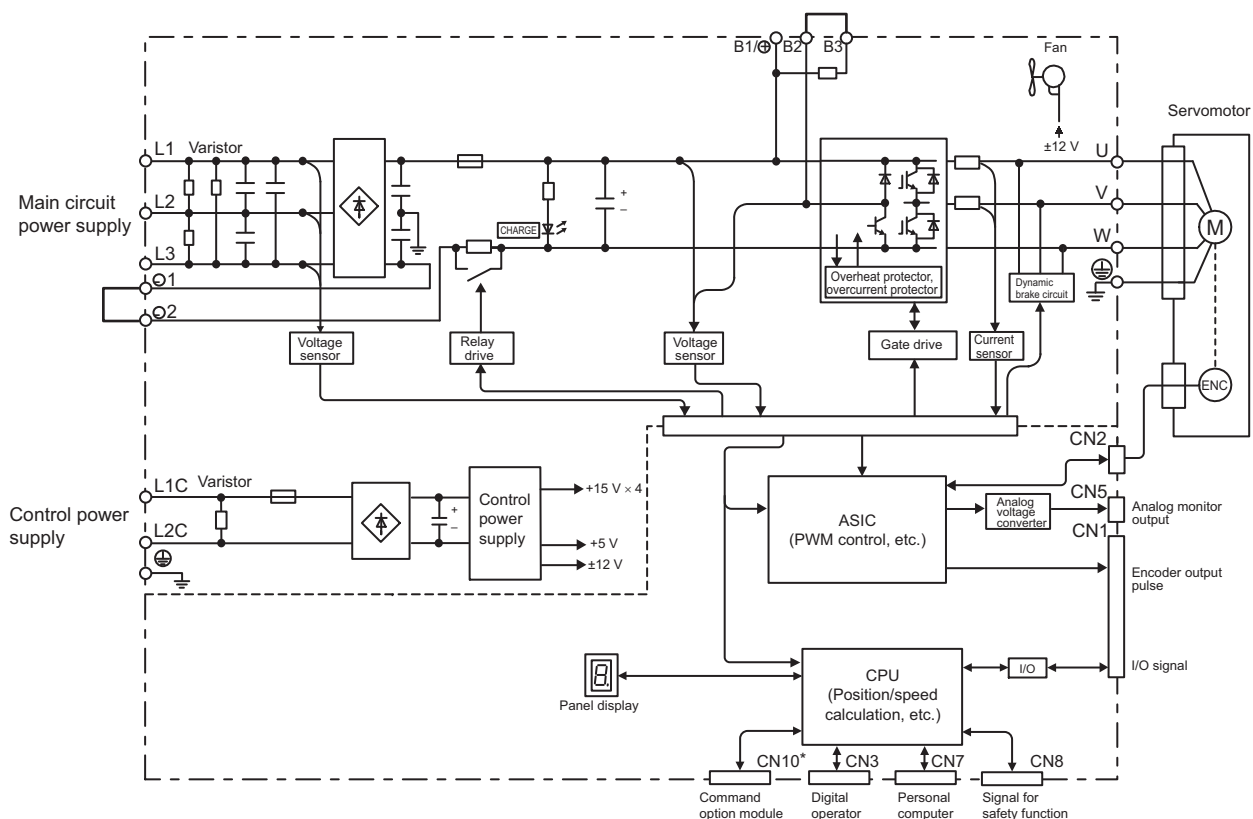 B1/⊕
B2
B3
Fan
±12 V
Servomotor
L1
Varistor
U
Main circuit
power supply
L2
V
CHARGE
+
–
W
M
L3
⊖1
⊖2
Overheat protector,
overcurrent protector
Dynamic
brake circuit
Voltage
sensor
Relay
drive
Voltage
sensor
Gate drive
Current
sensor
ENC
CN2
L1C
Varistor
Control power
supply
L2C
+
–
Control
power
supply
+15 V × 4
+5 V
±12 V
ASIC
(PWM control, etc.)
Analog
voltage
converter
CN5
Analog monitor
output
CN1
Encoder output
pulse
8.
Panel display
CPU
(Position/speed
calculation, etc.)
I/O
I/O signal
CN10*
CN3
CN7
CN8
Command
option module
Digital
operator
Personal
computer
Signal for
safety function